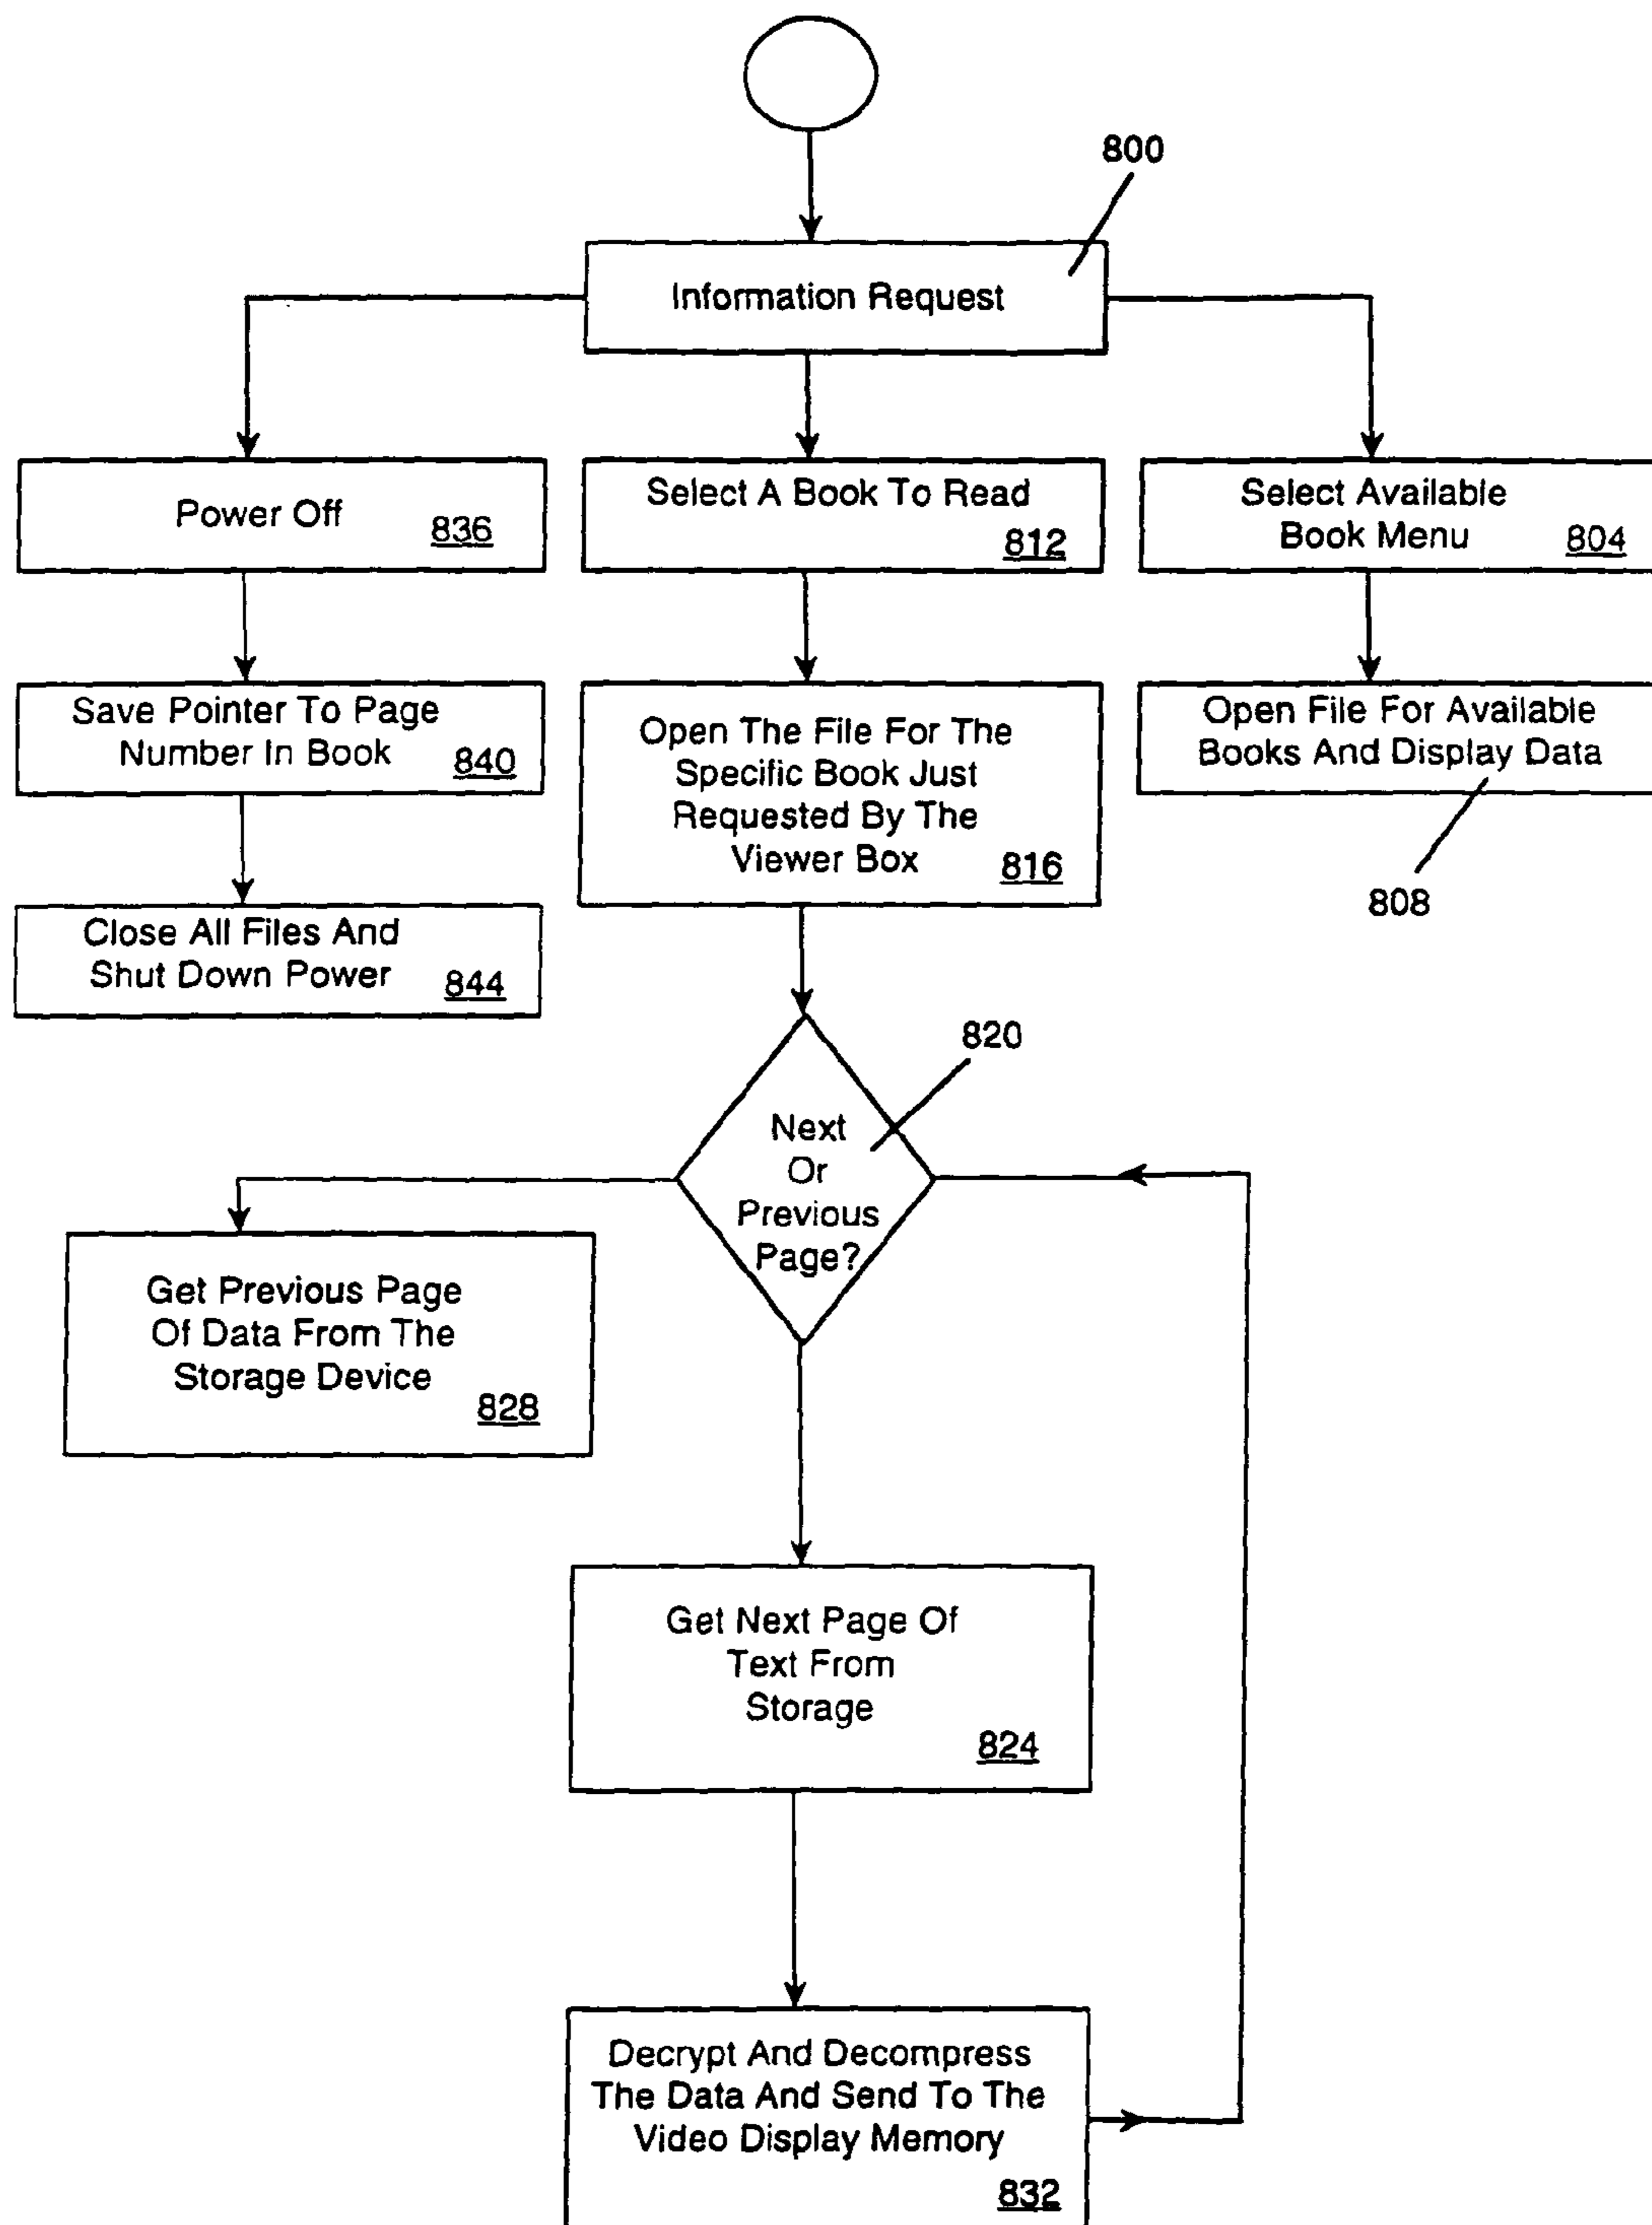 800
Information Request
Power Off
836
Select A Book To Read
812
Select Available
Book Menu
804
Save Pointer To Page
Number In Book
840
Open The File For The
Specific Book Just
Requested By The
Viewer Box
816
Open File For Available
Books And Display Data
808
Close All Files And
Shut Down Power
844
820
Next
Or
Previous
Page?
Get Previous Page
Of Data From The
Storage Device
828
Get Next Page Of
Text From
Storage
824
Decrypt And Decompress
The Data And Send To The
Video Display Memory
832